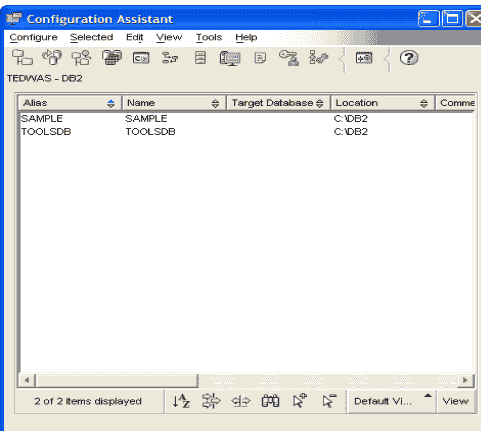 Configuration Assistant
Configure Selected Edit View Tools Help
TEDWAS - DB2
Alias Name Target Database Location Comme
SAMPLE SAMPLE C:\DB2
TOOLSDB TOOLSDB C:\DB2
2 of 2 items displayed Default Vi... View